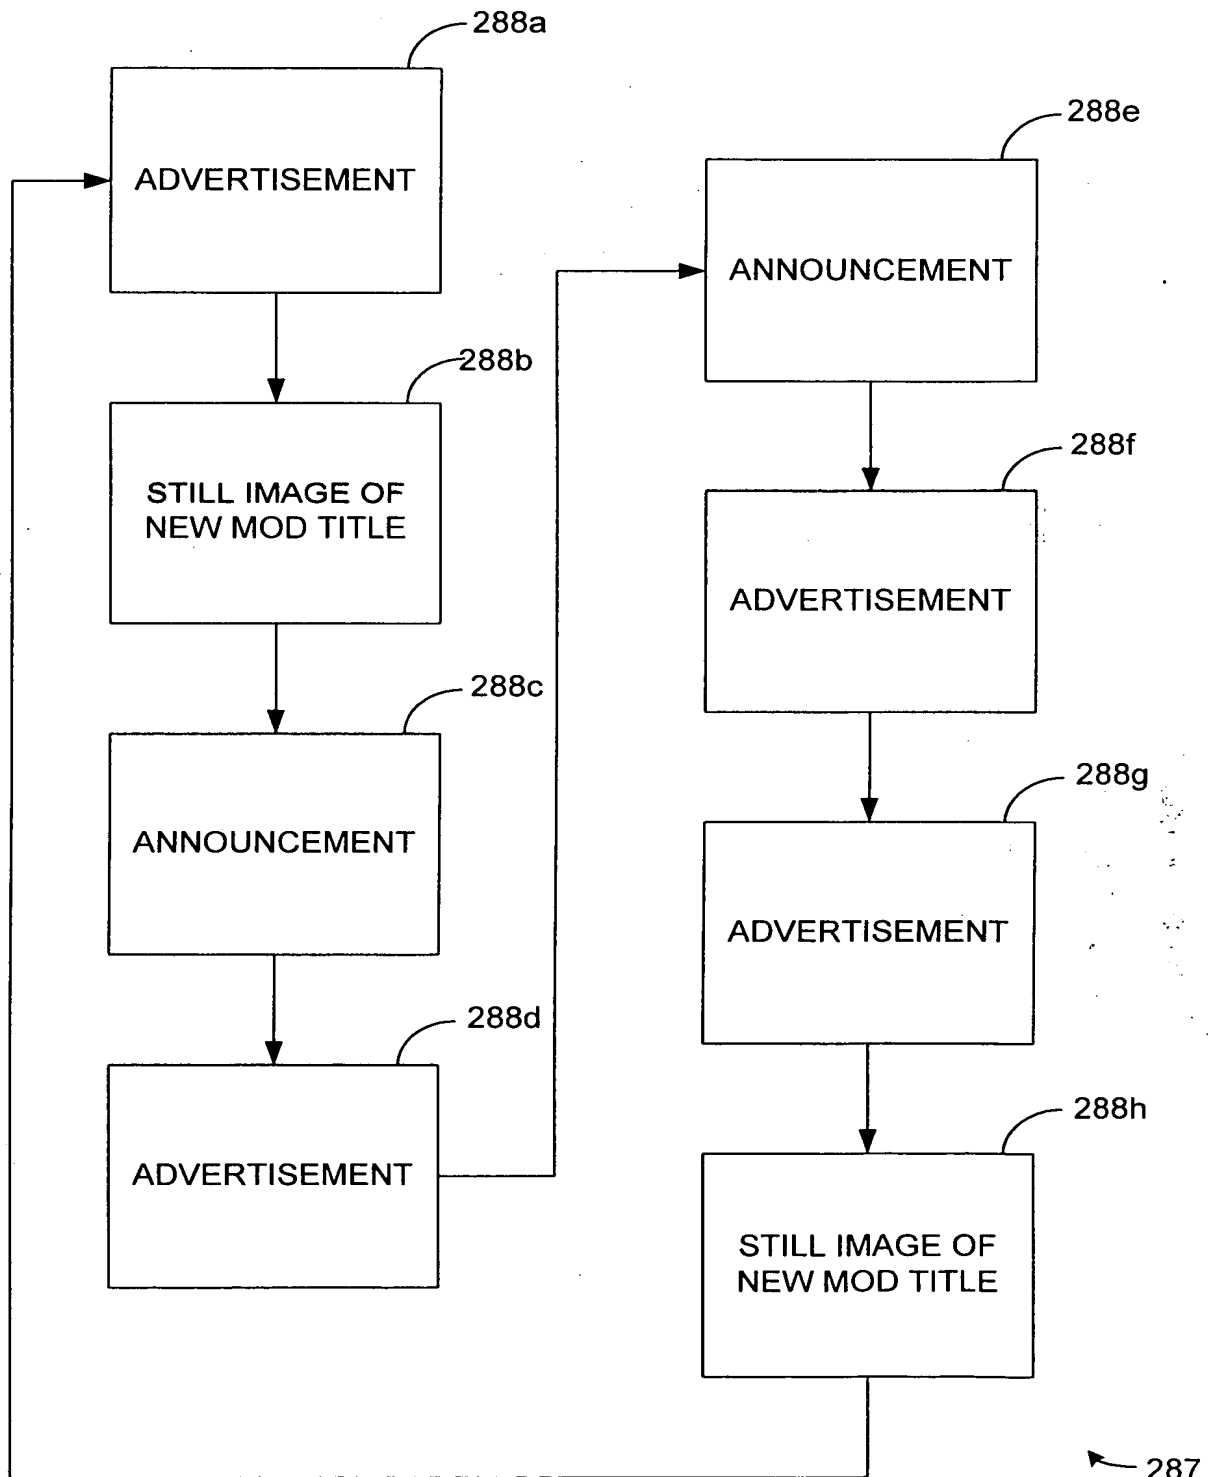 288a
ADVERTISEMENT
288b
STILL IMAGE OF
NEW MOD TITLE
288c
ANNOUNCEMENT
288d
ADVERTISEMENT
288e
ANNOUNCEMENT
288f
ADVERTISEMENT
288g
ADVERTISEMENT
288h
STILL IMAGE OF
NEW MOD TITLE
287